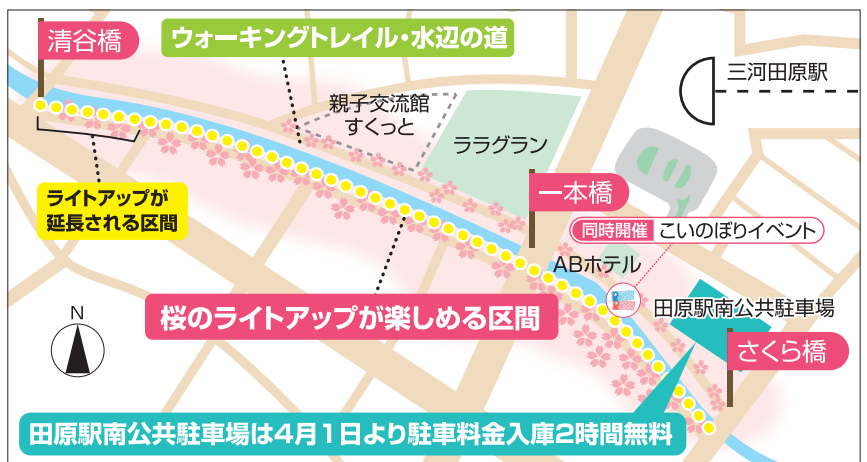 清谷橋
ウォーキングトレイル・水辺の道
三河田原駅
親子交流館
すくっと
ララグラン
ライトアップが
延長される区間
一本橋
同時開催 こいのぼりイベント
ABホテル
桜のライトアップが楽しめる区間
田原駅南公共駐車場
N
さくら橋
田原駅南公共駐車場は4月1日より駐車料金入庫2時間無料